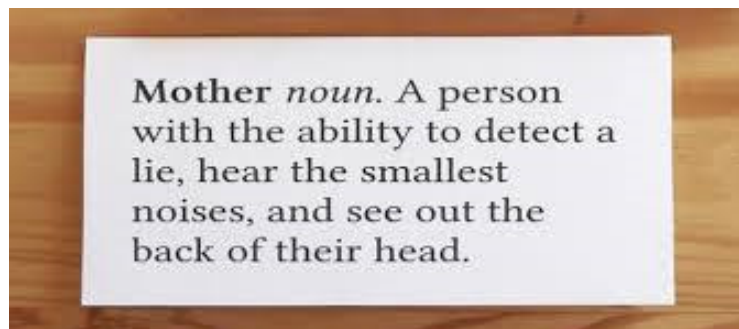 Mother noun. A person
with the ability to detect a
lie, hear the smallest
noises, and see out the
back of their head.